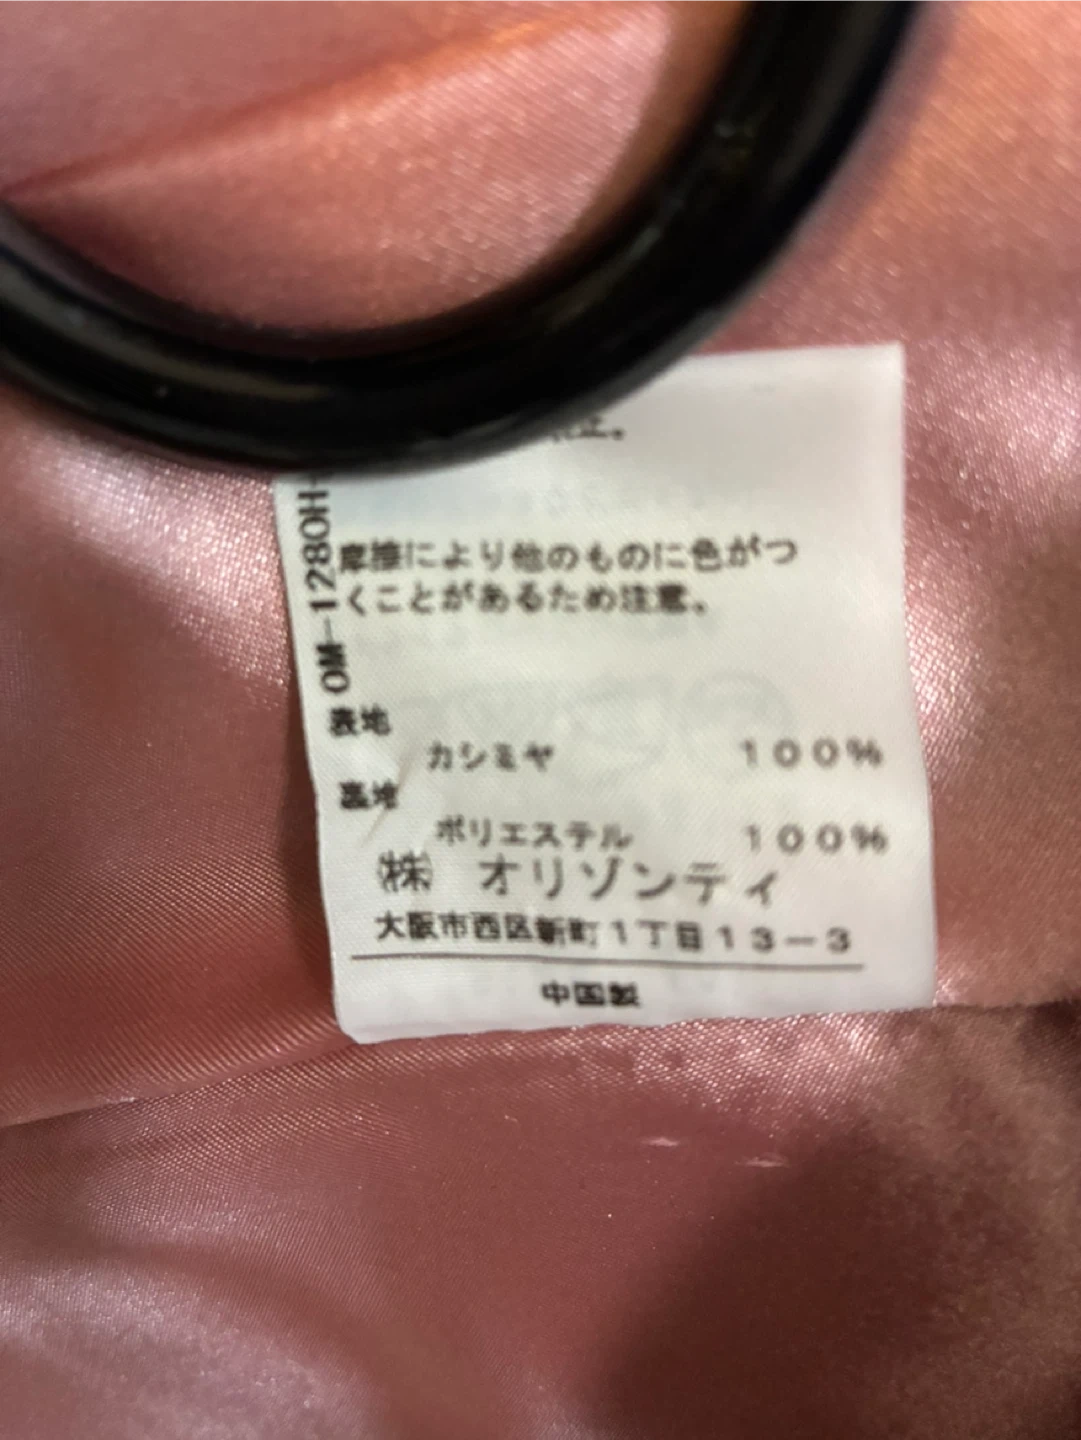 止。
OM-1280H
摩擦により他のものに色がつ
くことがあるため注意。
表地
カシミヤ 100%
裏地
ポリエステル 100%
㈱ オリゾンティ
大阪市西区新町1丁目13-3
中国製